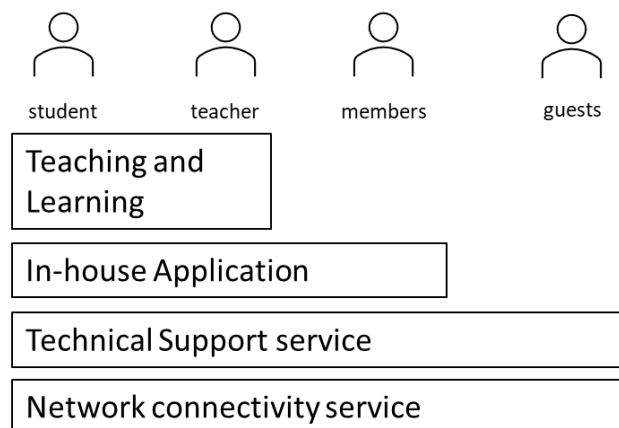 student
teacher
members
guests
Teaching and
Learning
In-house Application
Technical Support service
Network connectivity service